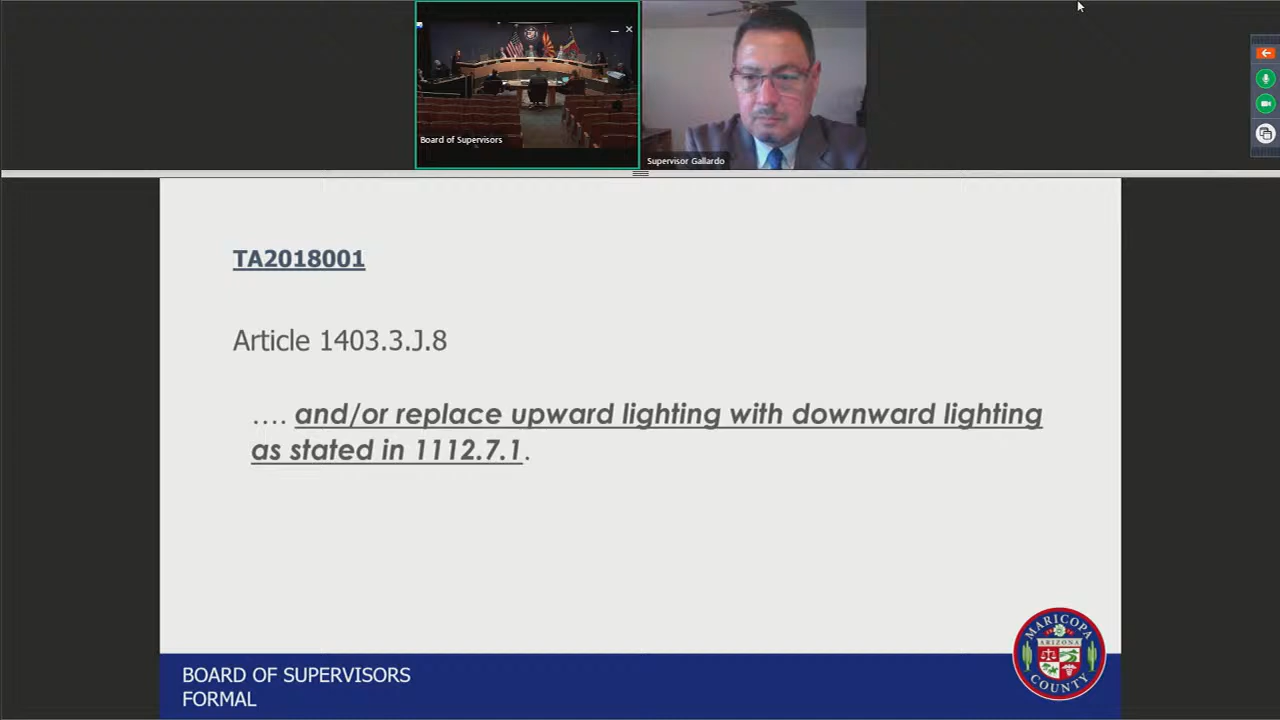 Board of Supervisors
Supervisor Gallardo
TA2018001
Article 1403.3.J.8
.... and/or replace upward lighting with downward lighting
as stated in 1112.7.1.
BOARD OF SUPERVISORS
FORMAL
MARICOPA
ARIZONA
COUNTY